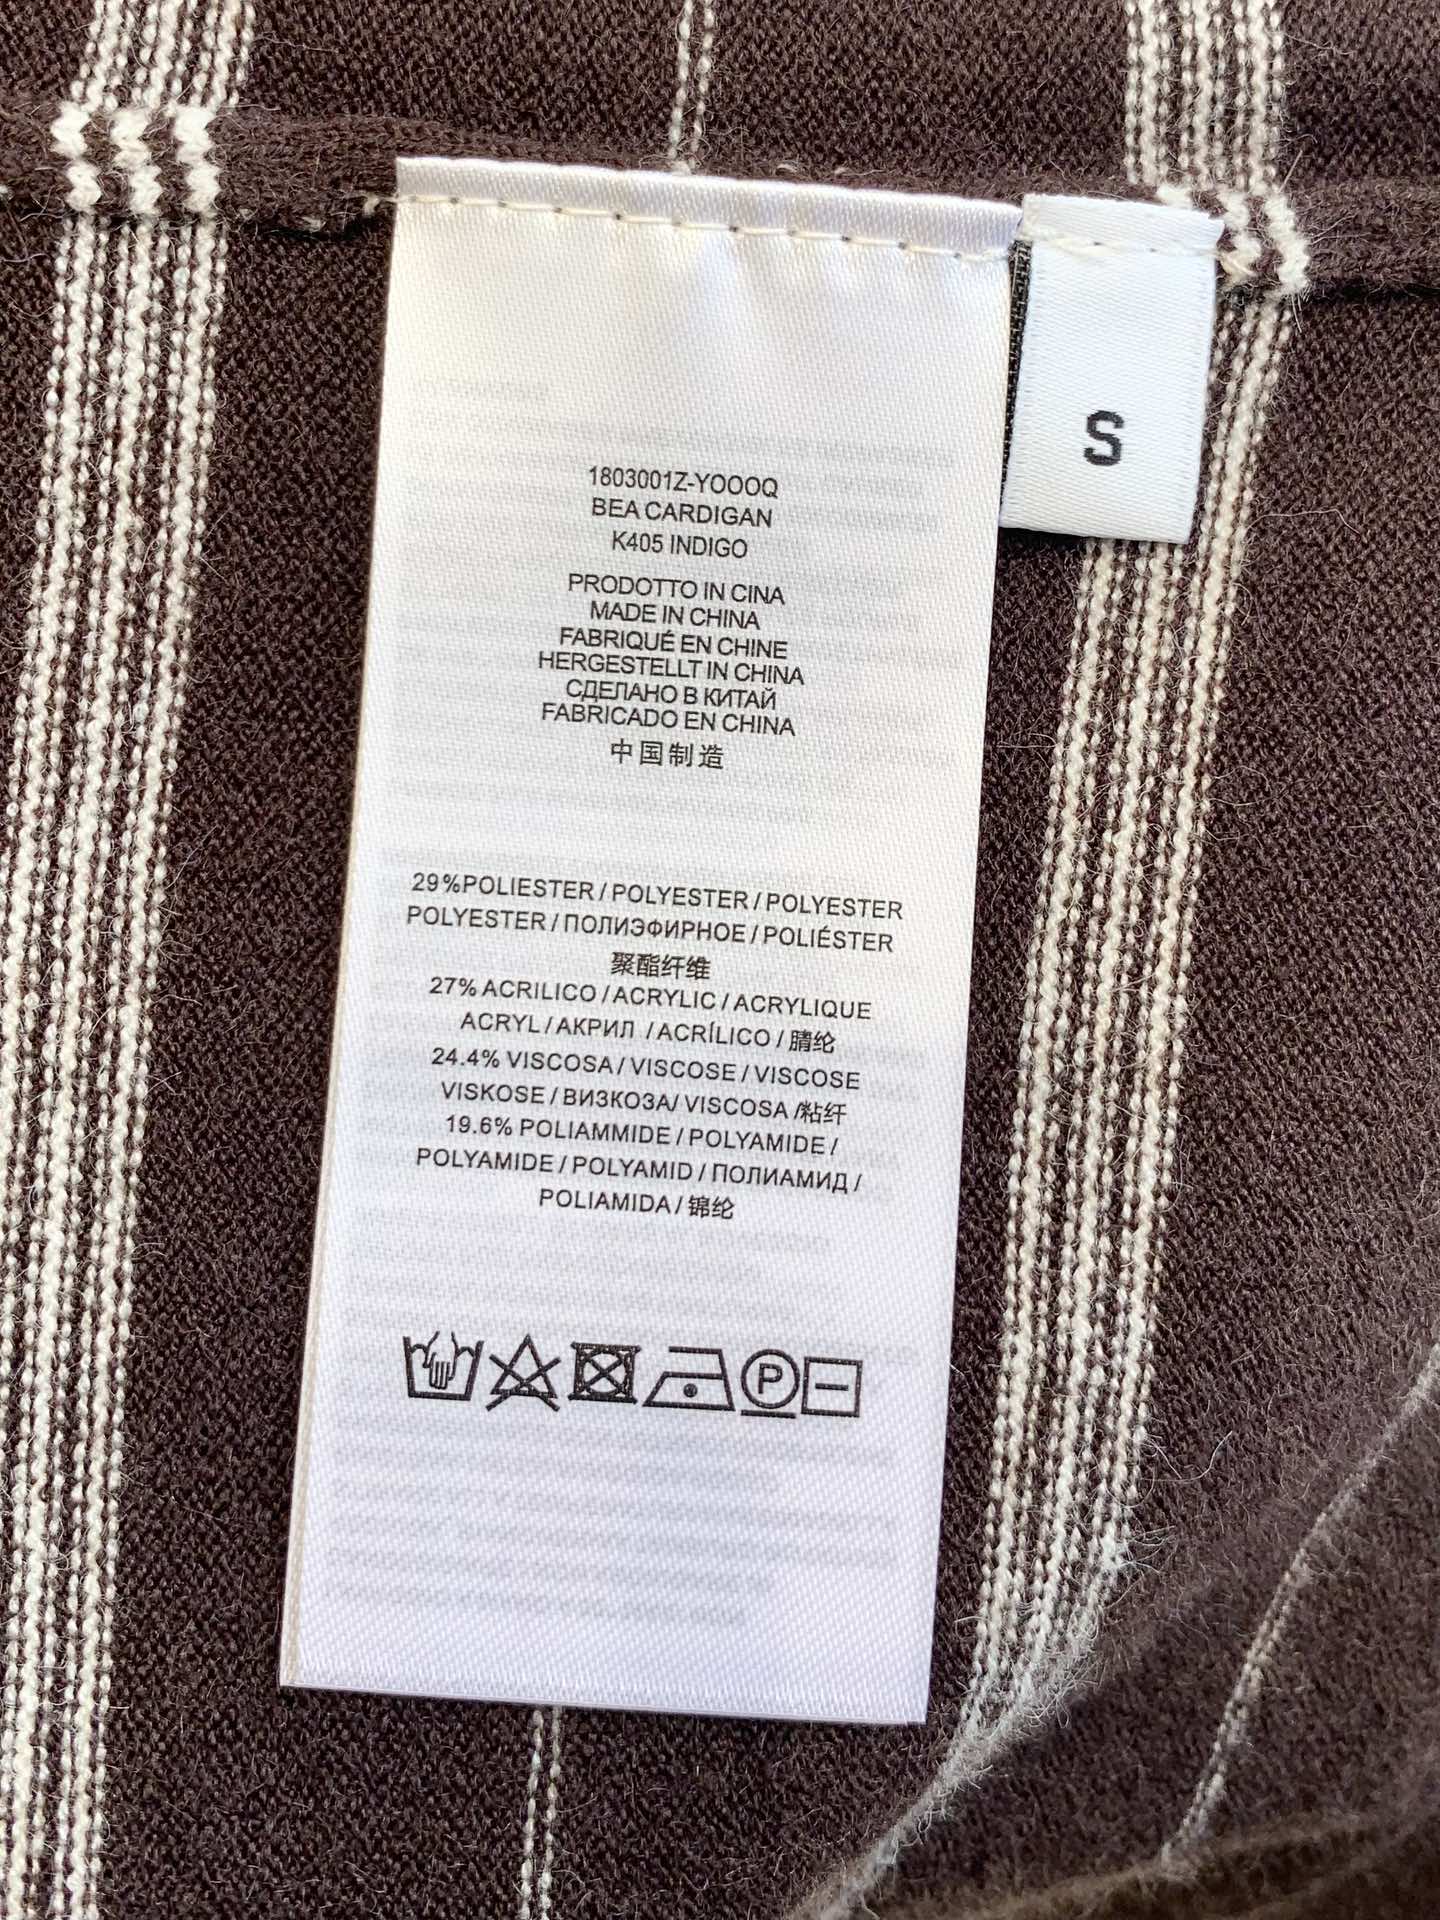 S
1803001Z-YOOOQ
BEA CARDIGAN
K405 INDIGO
PRODOTTO IN CINA
MADE IN CHINA
FABRIQUÉ EN CHINE
HERGESTELLT IN CHINA
СДЕЛАНО В КИТАЙ
FABRICADO EN CHINA
中国制造
29%POLIESTER / POLYESTER / POLYESTER
POLYESTER / ПОЛИЭФИРНОЕ / POLIÉSTER
聚酯纤维
27% ACRILICO / ACRYLIC / ACRYLIQUE
ACRYL / АКРИЛ / ACRÍLICO / 腈纶
24.4% VISCOSA / VISCOSE / VISCOSE
VISKOSE / ВИЗКОЗА/ VISCOSA /粘纤
19.6% POLIAMMIDE / POLYAMIDE /
POLYAMIDE / POLYAMID / ПОЛИАМИД /
POLIAMIDA / 锦纶
P